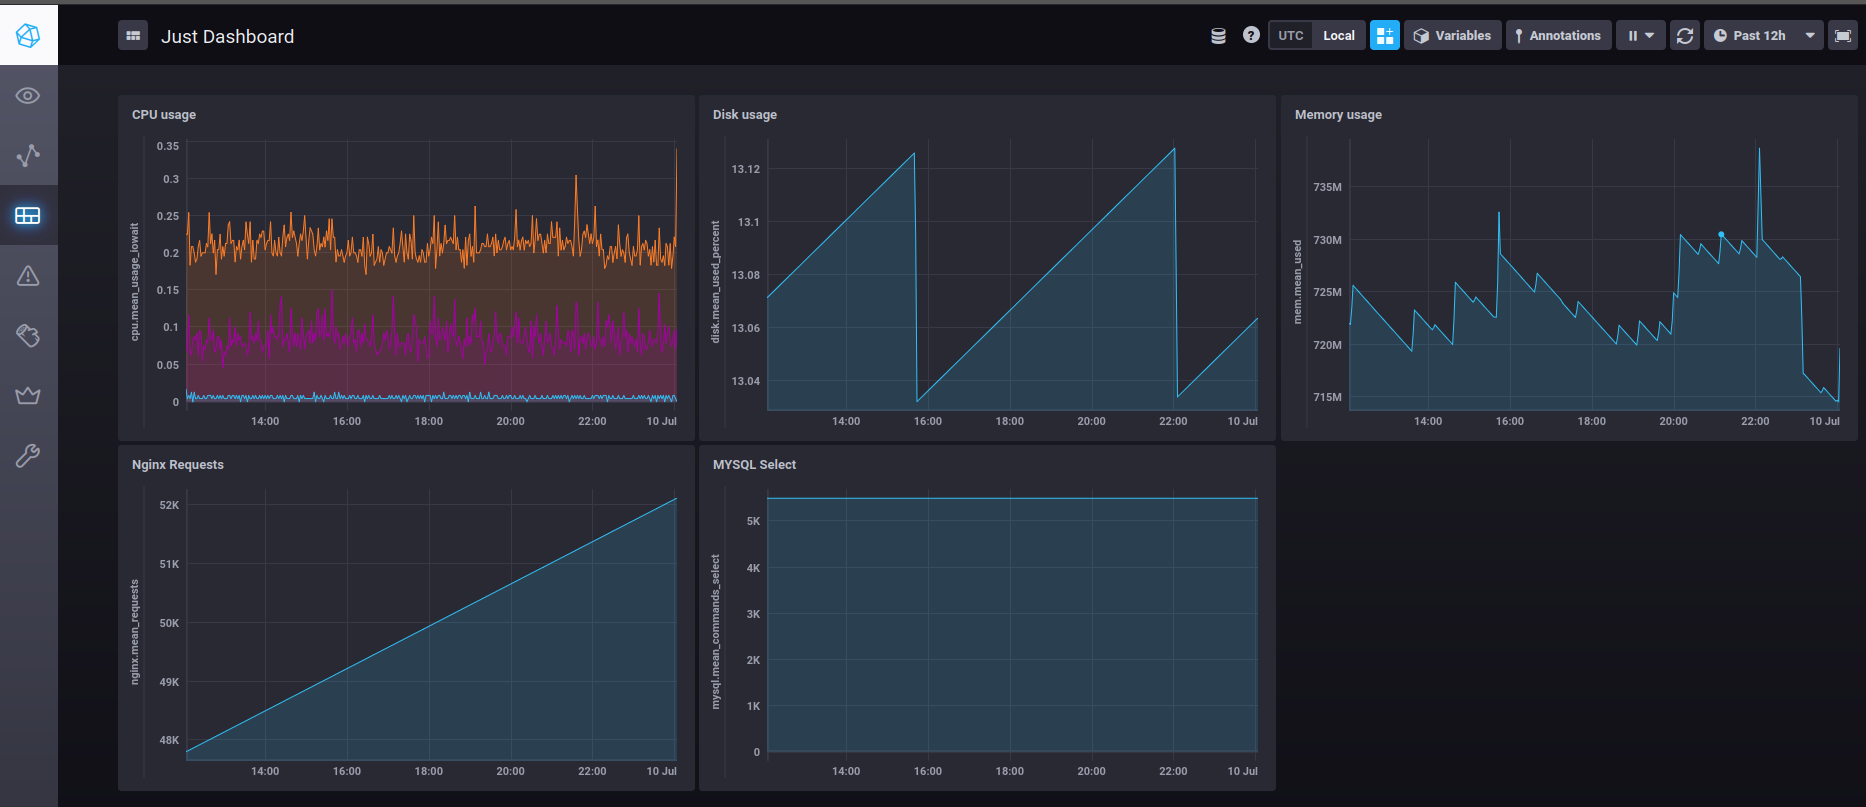 Just Dashboard
UTC Local Variables Annotations Past 12h
CPU usage
cpu.mean_usage_iowait
0.35
0.3
0.25
0.2
0.15
0.1
0.05
0
14:00 16:00 18:00 20:00 22:00 10 Jul
Disk usage
disk.mean_used_percent
13.12
13.1
13.08
13.06
13.04
14:00 16:00 18:00 20:00 22:00 10 Jul
Memory usage
mem.mean_used
735M
730M
725M
720M
715M
14:00 16:00 18:00 20:00 22:00 10 Jul
Nginx Requests
nginx.mean_requests
52K
51K
50K
49K
48K
14:00 16:00 18:00 20:00 22:00 10 Jul
MYSQL Select
mysql.mean_commands_select
5K
4K
3K
2K
1K
0
14:00 16:00 18:00 20:00 22:00 10 Jul